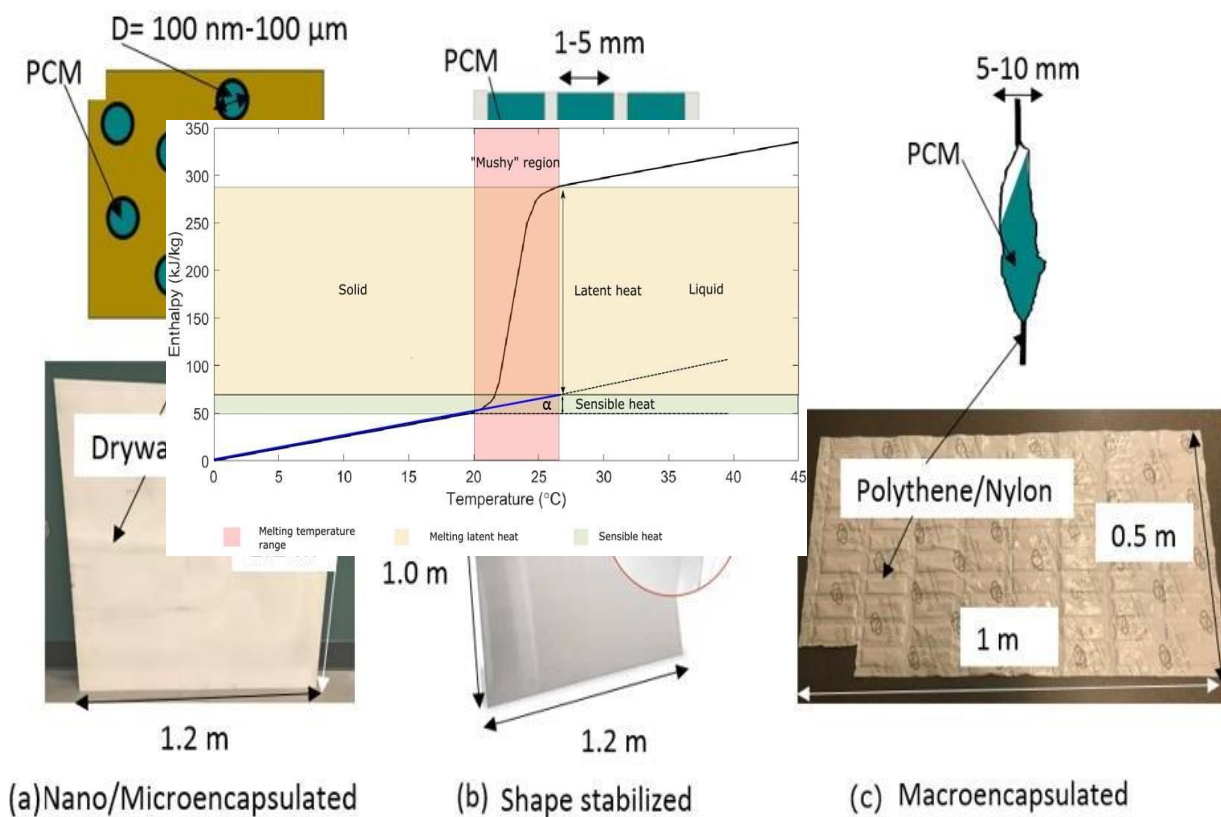 D= 100 nm-100 μm
PCM
1-5 mm
PCM
5-10 mm
PCM
350
300
250
200
150
100
50
0
Enthalpy (kJ/kg)
"Mushy" region
Solid
Latent heat
Liquid
α
Sensible heat
0 5 10 15 20 25 30 35 40 45
Temperature (°C)
Melting temperature
range
Melting latent heat
Sensible heat
Polythene/Nylon
1.0 m
0.5 m
1 m
1.2 m
1.2 m
(a)Nano/Microencapsulated
(b) Shape stabilized
(c) Macroencapsulated